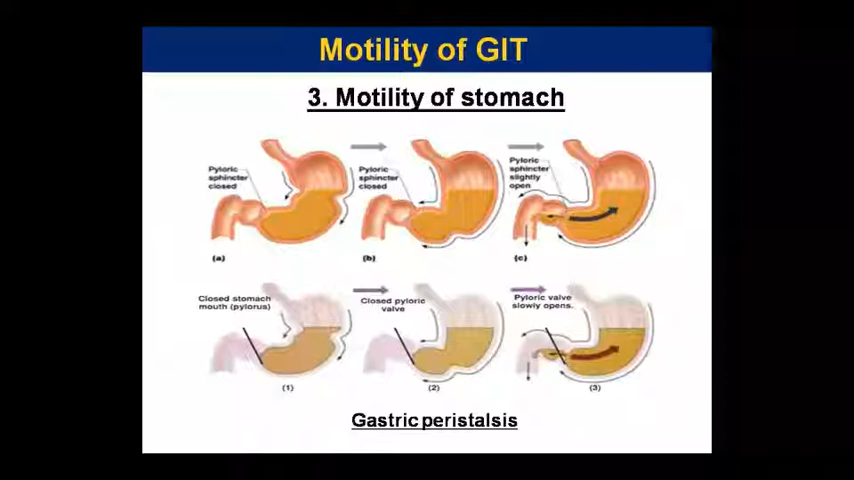 Motility of GIT
3. Motility of stomach
Pyloric
sphincter
closed
Pyloric
sphincter
closed
Pyloric
sphincter
slightly
open
(a)
(b)
(c)
Closed stomach
mouth (pylorus)
Closed pyloric
valve
Pyloric valve
slowly opens.
(1)
(2)
(3)
Gastric peristalsis